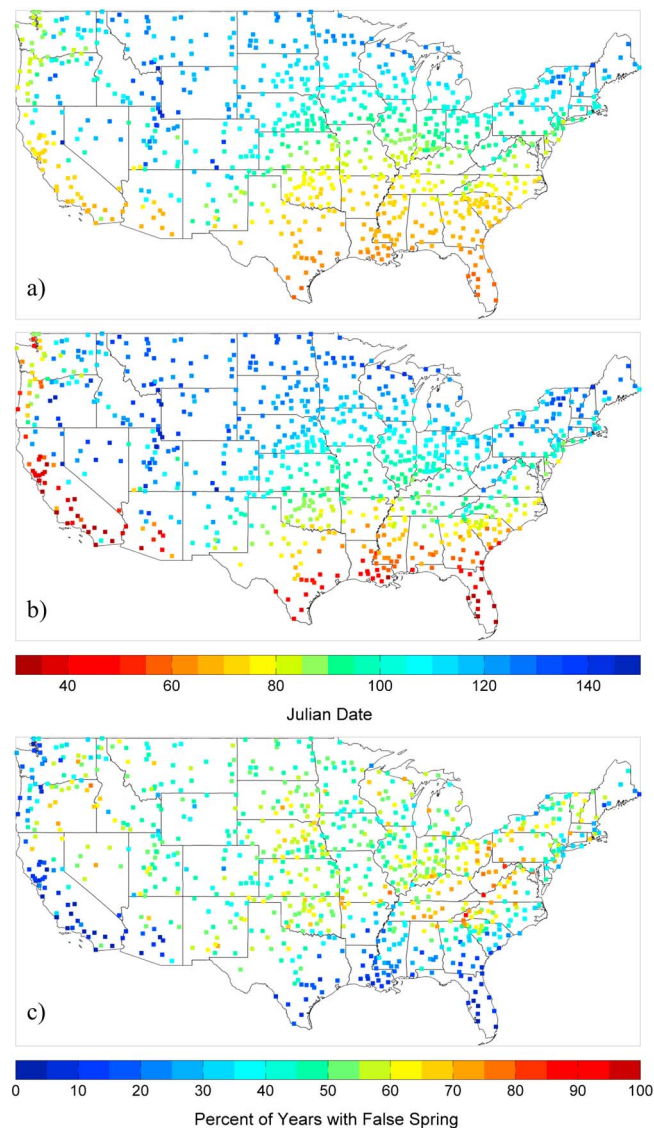 a)
b)
40 60 80 100 120 140
Julian Date
c)
0 10 20 30 40 50 60 70 80 90 100
Percent of Years with False Spring